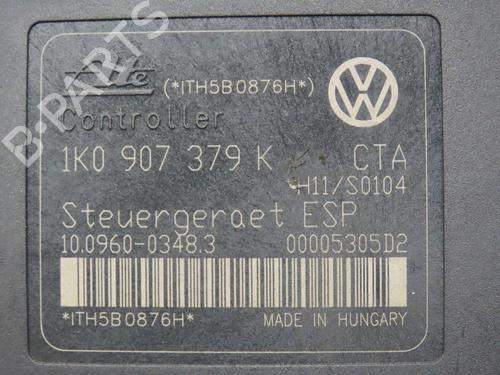 Ate (*ITH5B0876H*)
Controller
1K0 907 379 K CTA
H11/S0104
Steuergeraet ESP
10.0960-0348.3 00005305D2
*ITH5B0876H* MADE IN HUNGARY
B-PARTS